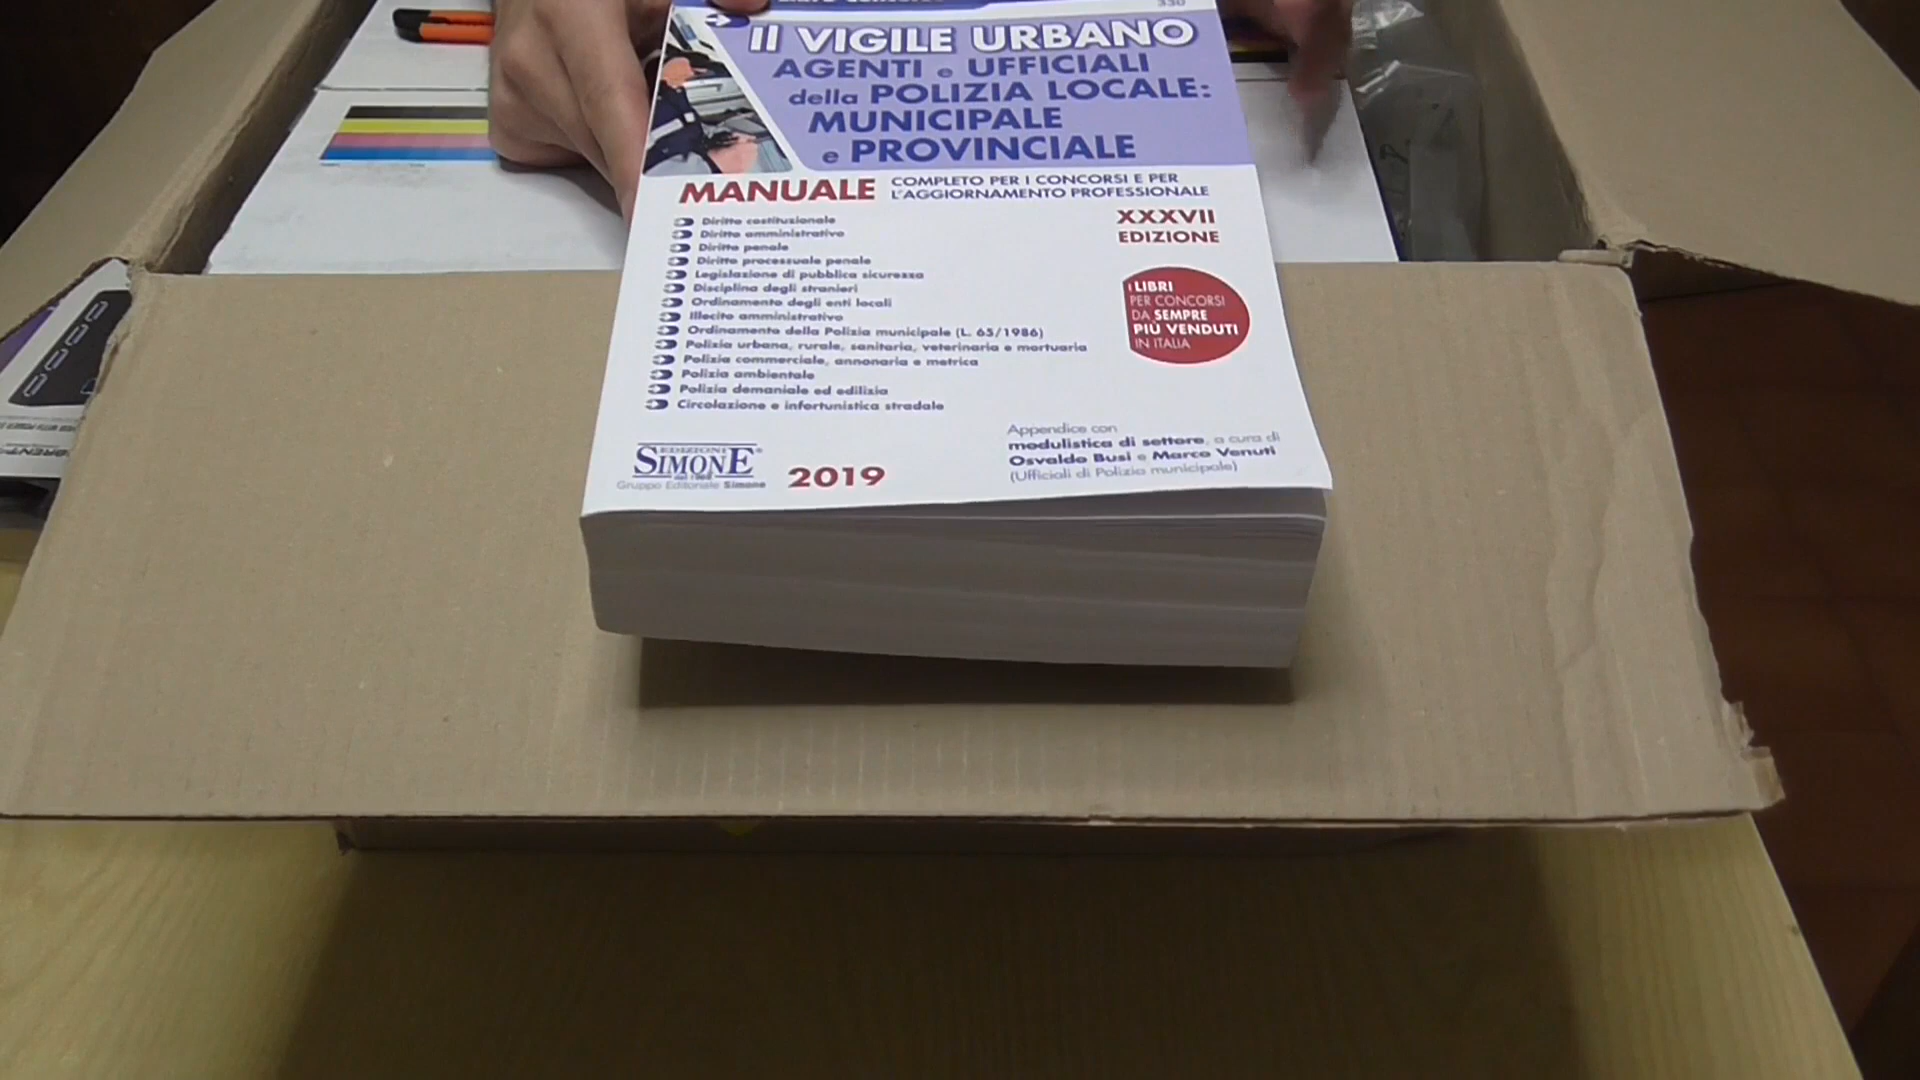 330
Il VIGILE URBANO
AGENTI e UFFICIALI
della POLIZIA LOCALE:
MUNICIPALE
e PROVINCIALE
MANUALE
COMPLETO PER I CONCORSI E PER
L'AGGIORNAMENTO PROFESSIONALE
Diritto costituzionale
Diritto amministrativo
Diritto penale
Diritto processuale penale
Legislazione di pubblica sicurezza
Disciplina degli stranieri
Ordinamento degli enti locali
Illecito amministrativo
Ordinamento della Polizia municipale (L. 65/1986)
Polizia urbana, rurale, sanitaria, veterinaria e mortuaria
Polizia commerciale, annonaria e metrica
Polizia ambientale
Polizia demaniale ed edilizia
Circolazione e infortunistica stradale
XXXVII
EDIZIONE
I LIBRI
PER CONCORSI
DA SEMPRE
PIÙ VENDUTI
IN ITALIA
Appendice con
modulistica di settore, a cura di
Osvaldo Busi e Marco Venuti
(Ufficiali di Polizia municipale)
EDIZIONI
SIMONE
dal 1968
Gruppo Editoriale Simone
2019